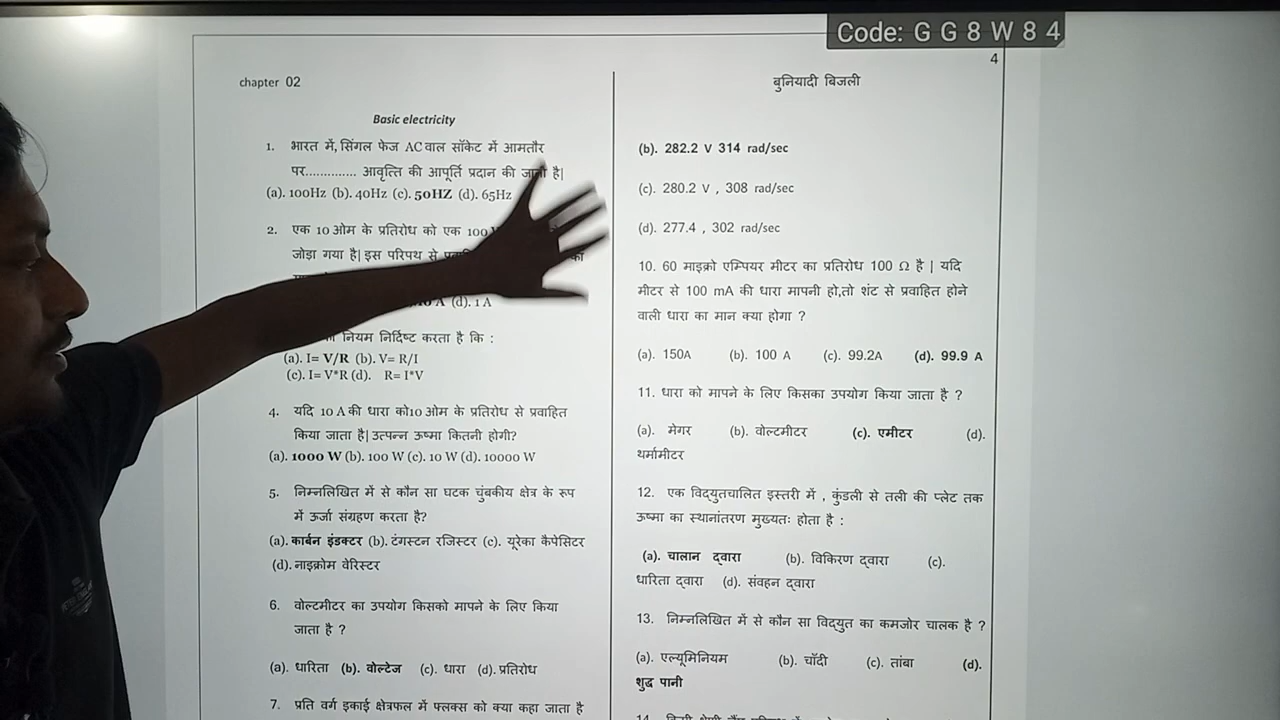 Code: G G 8 W 8 4
4
chapter 02
बुनियादी बिजली
Basic electricity
1. भारत में, सिंगल फेज AC वाल सॉकेट में आमतौर
पर.............. आवृत्ति की आपूर्ति प्रदान की है|
(a). 100Hz (b). 40Hz (c). 50HZ (d). 65Hz
2. एक 10 ओम के प्रतिरोध को एक 100
जोड़ा गया है| इस परिपथ से
A (d). 1 A
नियम निर्दिष्ट करता है कि :
(a). I= V/R (b). V= R/I
(c). I= V*R (d). R= I*V
4. यदि 10 A की धारा को10 ओम के प्रतिरोध से प्रवाहित
किया जाता है| उत्पन्न ऊष्मा कितनी होगी?
(a). 1000 W (b). 100 W (c). 10 W (d). 10000 W
5. निम्नलिखित में से कौन सा घटक चुंबकीय क्षेत्र के रूप
में ऊर्जा संग्रहण करता है?
(a). कार्बन इंडक्टर (b). टंगस्टन रजिस्टर (c). यूरेका कैपेसिटर
(d). नाइक्रोम वेरिस्टर
6. वोल्टमीटर का उपयोग किसको मापने के लिए किया
जाता है ?
(a). धारिता (b). वोल्टेज (c). धारा (d). प्रतिरोध
7. प्रति वर्ग इकाई क्षेत्रफल में फ्लक्स को क्या कहा जाता है
(b). 282.2 V 314 rad/sec
(c). 280.2 V , 308 rad/sec
(d). 277.4 , 302 rad/sec
10. 60 माइक्रो एम्पियर मीटर का प्रतिरोध 100 Ω है | यदि
मीटर से 100 mA की धारा मापनी हो,तो शंट से प्रवाहित होने
वाली धारा का मान क्या होगा ?
(a). 150A (b). 100 A (c). 99.2A (d). 99.9 A
11. धारा को मापने के लिए किसका उपयोग किया जाता है ?
(a). मेगर (b). वोल्टमीटर (c). एमीटर (d).
थर्मामीटर
12. एक विद्युतचालित इस्तरी में , कुंडली से तली की प्लेट तक
ऊष्मा का स्थानांतरण मुख्यतः होता है :
(a). चालान द्वारा (b). विकिरण द्वारा (c).
धारिता द्वारा (d). संवहन द्वारा
13. निम्नलिखित में से कौन सा विद्युत का कमजोर चालक है ?
(a). एल्यूमिनियम (b). चाँदी (c). तांबा (d).
शुद्ध पानी